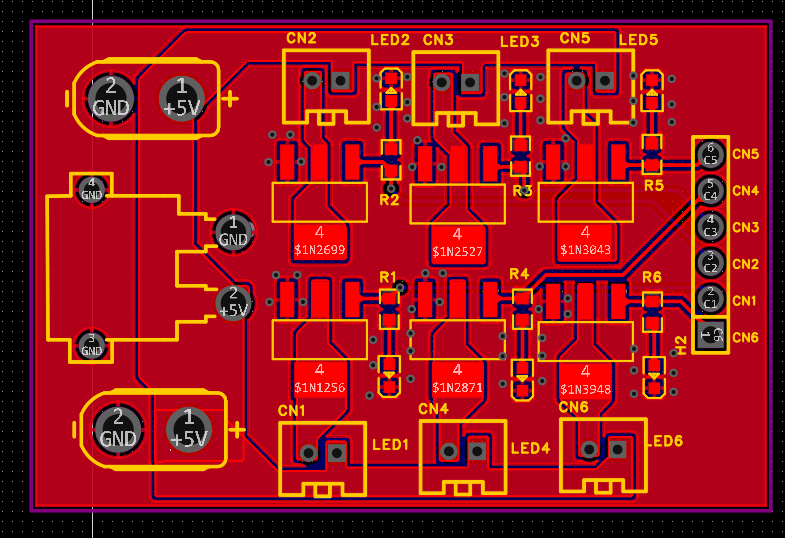 CN2 LED2 CN3 LED3 CN5 LED5
2 GND 1 +5V +
6 C5 CN5
R2 R3 R5
4 GND
5 C4 CN4
1 GND
4 C3 CN3
4 $1N2699 4 $1N2527 4 $1N3043
3 C2 CN2
R1 R4 R6
2 +5V
2 C1 CN1
3 GND
1 C6 CN6
H2
4 $1N1256 4 $1N2871 4 $1N3948
CN1 CN4 CN6
2 GND 1 +5V +
LED1 LED4 LED6